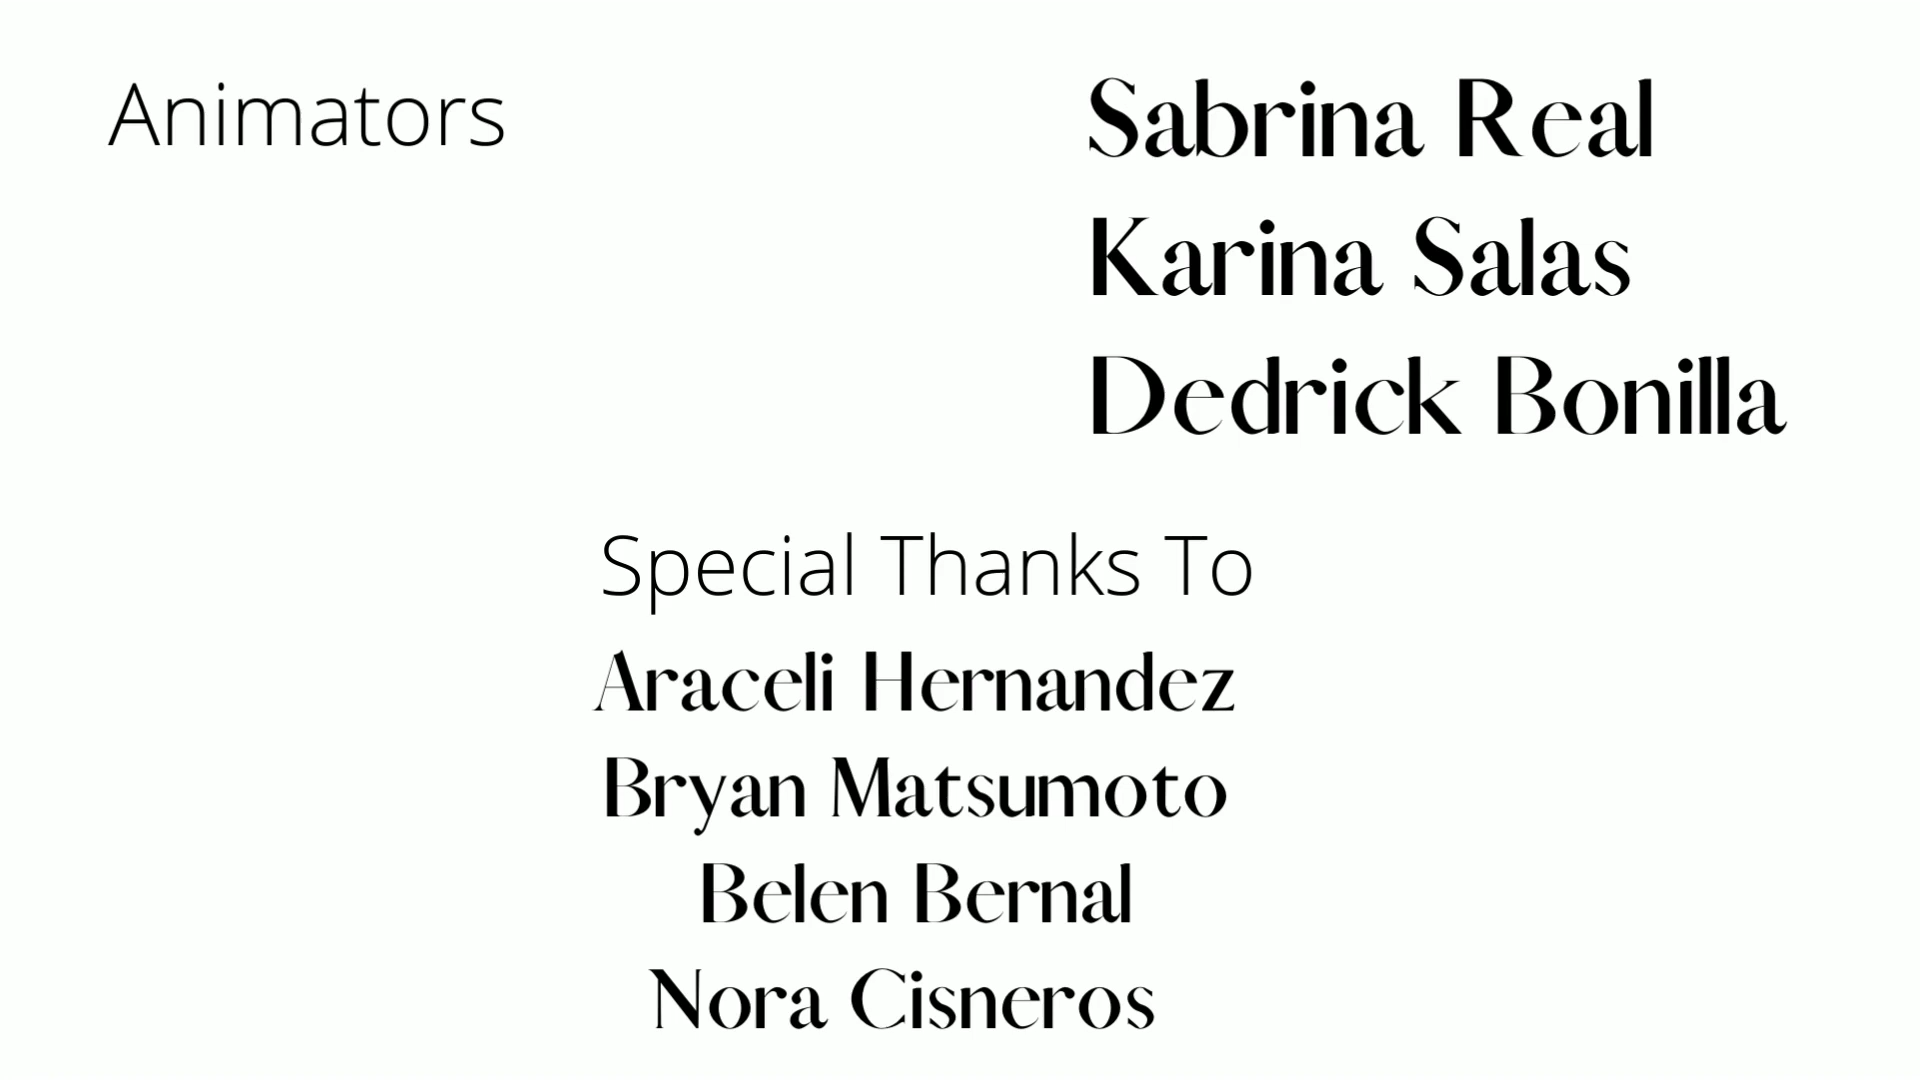 Animators
Sabrina Real
Karina Salas
Dedrick Bonilla
Special Thanks To
Araceli Hernandez
Bryan Matsumoto
Belen Bernal
Nora Cisneros